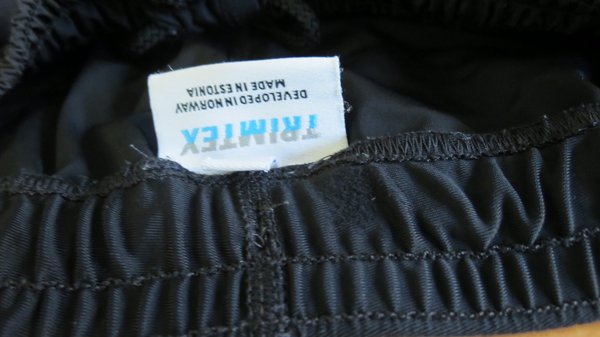 TRIMTEX
DEVELOPED IN NORWAY
MADE IN ESTONIA